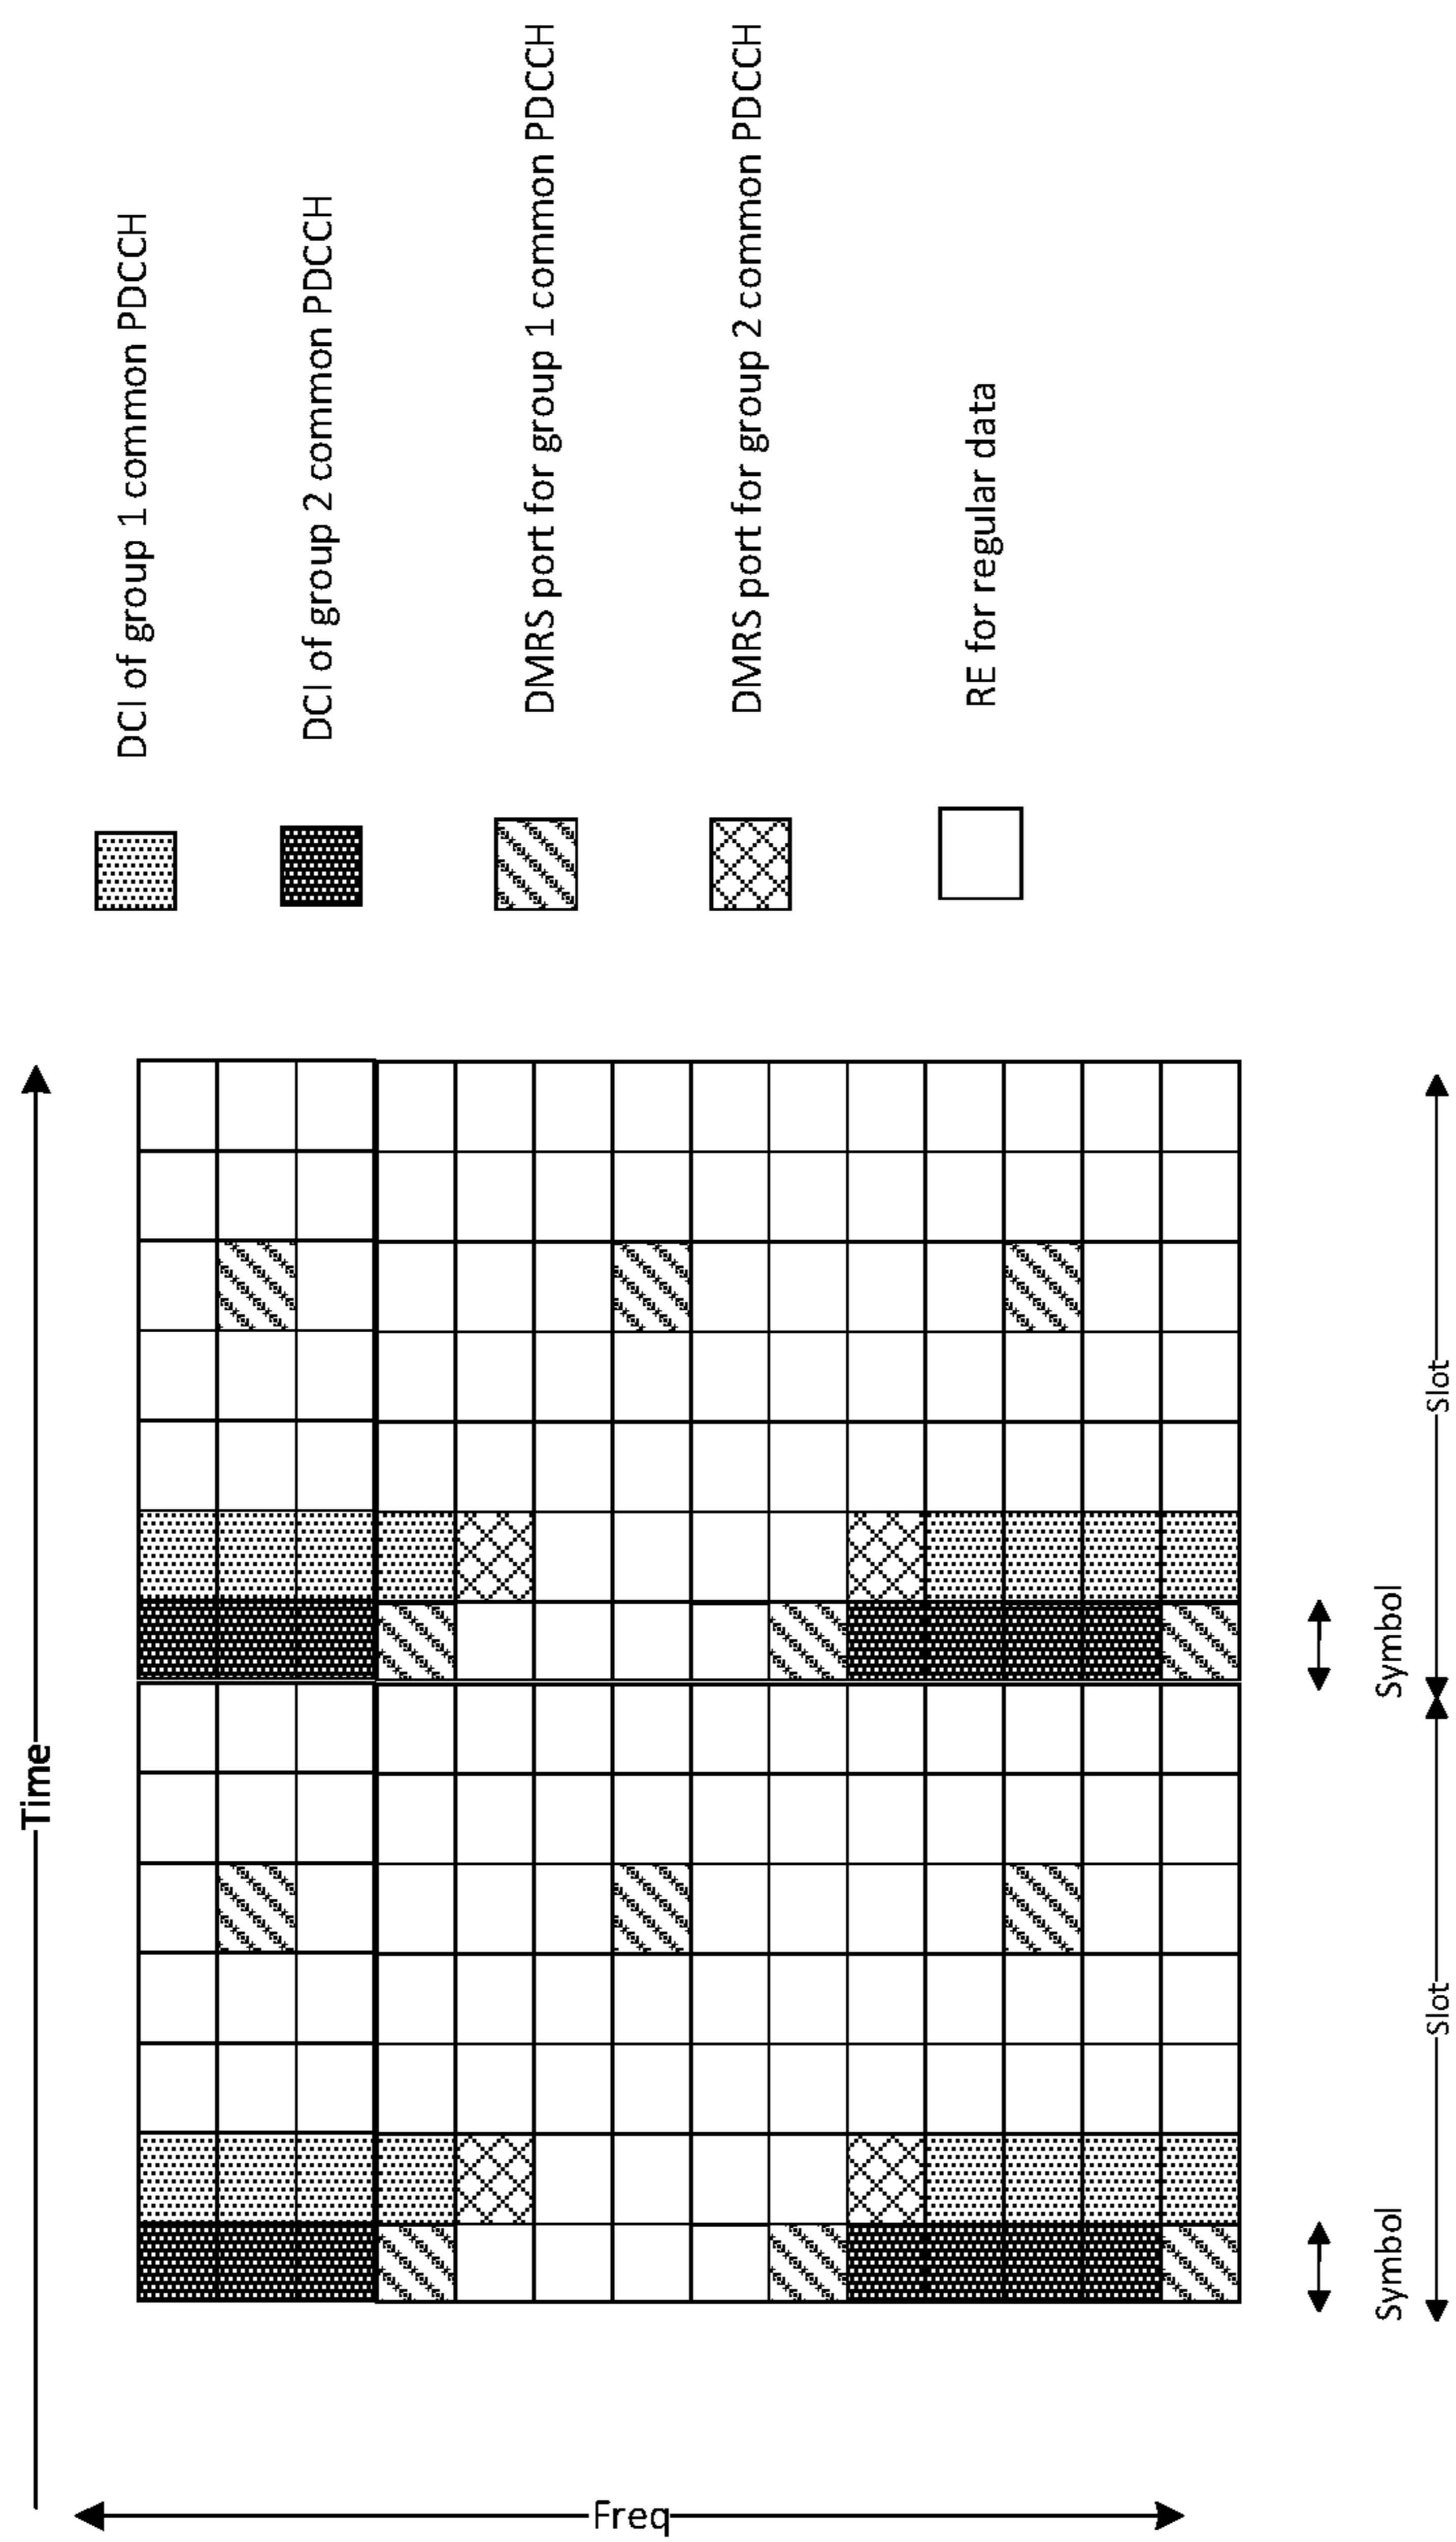 Time
Freq
Slot
Slot
Symbol
Symbol
DCI of group 1 common PDCCH
DCI of group 2 common PDCCH
DMRS port for group 1 common PDCCH
DMRS port for group 2 common PDCCH
RE for regular data